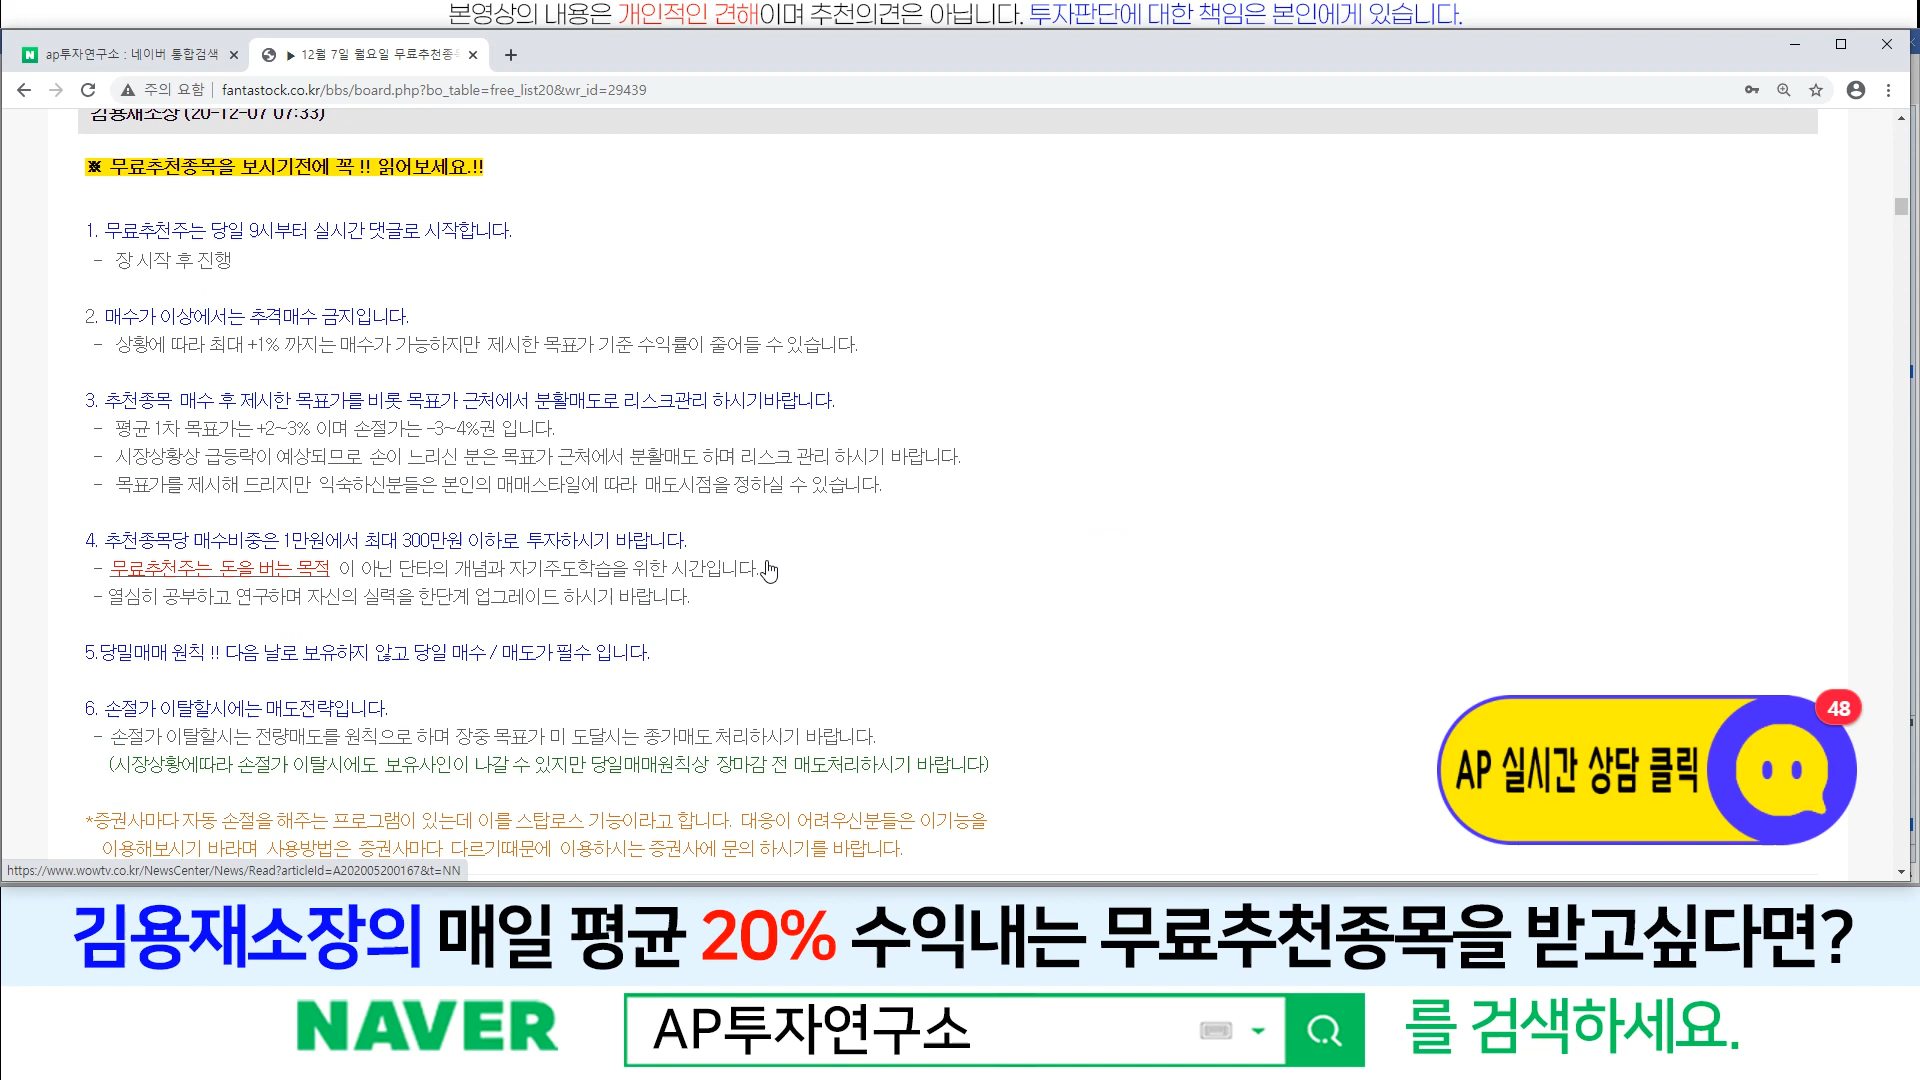 본영상의 내용은 개인적인 견해이며 추천의견은 아닙니다. 투자판단에 대한 책임은 본인에게 있습니다.
ap투자연구소 : 네이버 통합검색
▶ 12월 7일 월요일 무료추천종
주의 요함 | fantastock.co.kr/bbs/board.php?bo_table=free_list20&wr_id=29439
김용재소장 (20-12-07 07:33)
※ 무료추천종목을 보시기전에 꼭 !! 읽어보세요.!!
1. 무료추천주는 당일 9시부터 실시간 댓글로 시작합니다.
- 장 시작 후 진행
2. 매수가 이상에서는 추격매수 금지입니다.
- 상황에 따라 최대 +1% 까지는 매수가 가능하지만 제시한 목표가 기준 수익률이 줄어들 수 있습니다.
3. 추천종목 매수 후 제시한 목표가를 비롯 목표가 근처에서 분활매도로 리스크관리 하시기바랍니다.
- 평균 1차 목표가는 +2~3% 이며 손절가는 -3~4%권 입니다.
- 시장상황상 급등락이 예상되므로 손이 느리신 분은 목표가 근처에서 분활매도 하며 리스크 관리 하시기 바랍니다.
- 목표가를 제시해 드리지만 익숙하신분들은 본인의 매매스타일에 따라 매도시점을 정하실 수 있습니다.
4. 추천종목당 매수비중은 1만원에서 최대 300만원 이하로 투자하시기 바랍니다.
- 무료추천주는 돈을 버는 목적 이 아닌 단타의 개념과 자기주도학습을 위한 시간입니다.
- 열심히 공부하고 연구하며 자신의 실력을 한단계 업그레이드 하시기 바랍니다.
5.당밀매매 원칙 !! 다음 날로 보유하지 않고 당일 매수 / 매도가 필수 입니다.
6. 손절가 이탈할시에는 매도전략입니다.
- 손절가 이탈할시는 전량매도를 원칙으로 하며 장중 목표가 미 도달시는 종가매도 처리하시기 바랍니다.
(시장상황에따라 손절가 이탈시에도 보유사인이 나갈 수 있지만 당일매매원칙상 장마감 전 매도처리하시기 바랍니다)
*증권사마다 자동 손절을 해주는 프로그램이 있는데 이를 스탑로스 기능이라고 합니다. 대응이 어려우신분들은 이기능을
이용해보시기 바라며 사용방법은 증권사마다 다르기때문에 이용하시는 증권사에 문의 하시기를 바랍니다.
AP 실시간 상담 클릭
48
https://www.wowtv.co.kr/NewsCenter/News/Read?articleId=A202005200167&t=NN
김용재소장의 매일 평균 20% 수익내는 무료추천종목을 받고싶다면?
NAVER AP투자연구소 를 검색하세요.